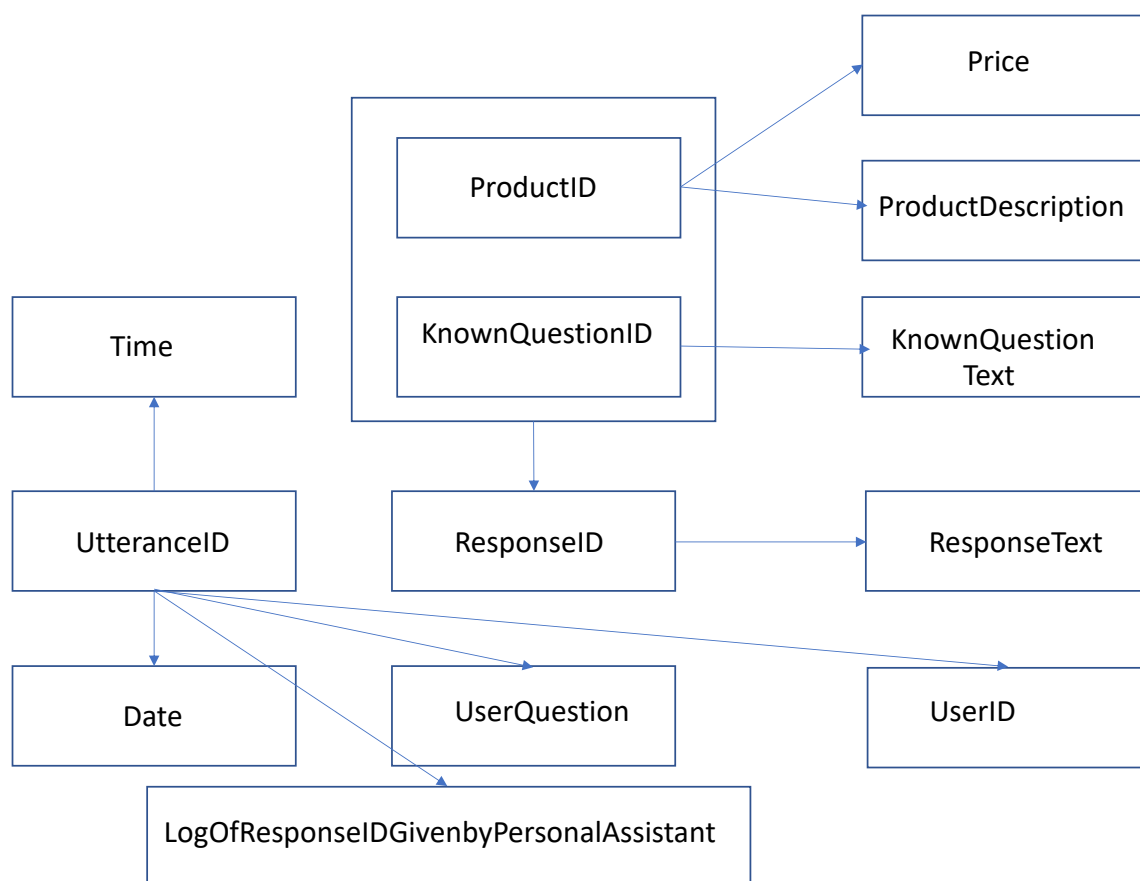 Price
ProductID
ProductDescription
KnownQuestionID
KnownQuestion
Text
Time
UtteranceID
ResponseID
ResponseText
Date
UserQuestion
UserID
LogOfResponseIDGivenbyPersonalAssistant